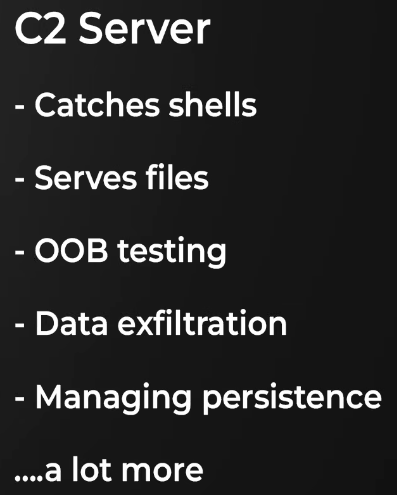 C2 Server
- Catches shells
- Serves files
- OOB testing
- Data exfiltration
- Managing persistence
....a lot more